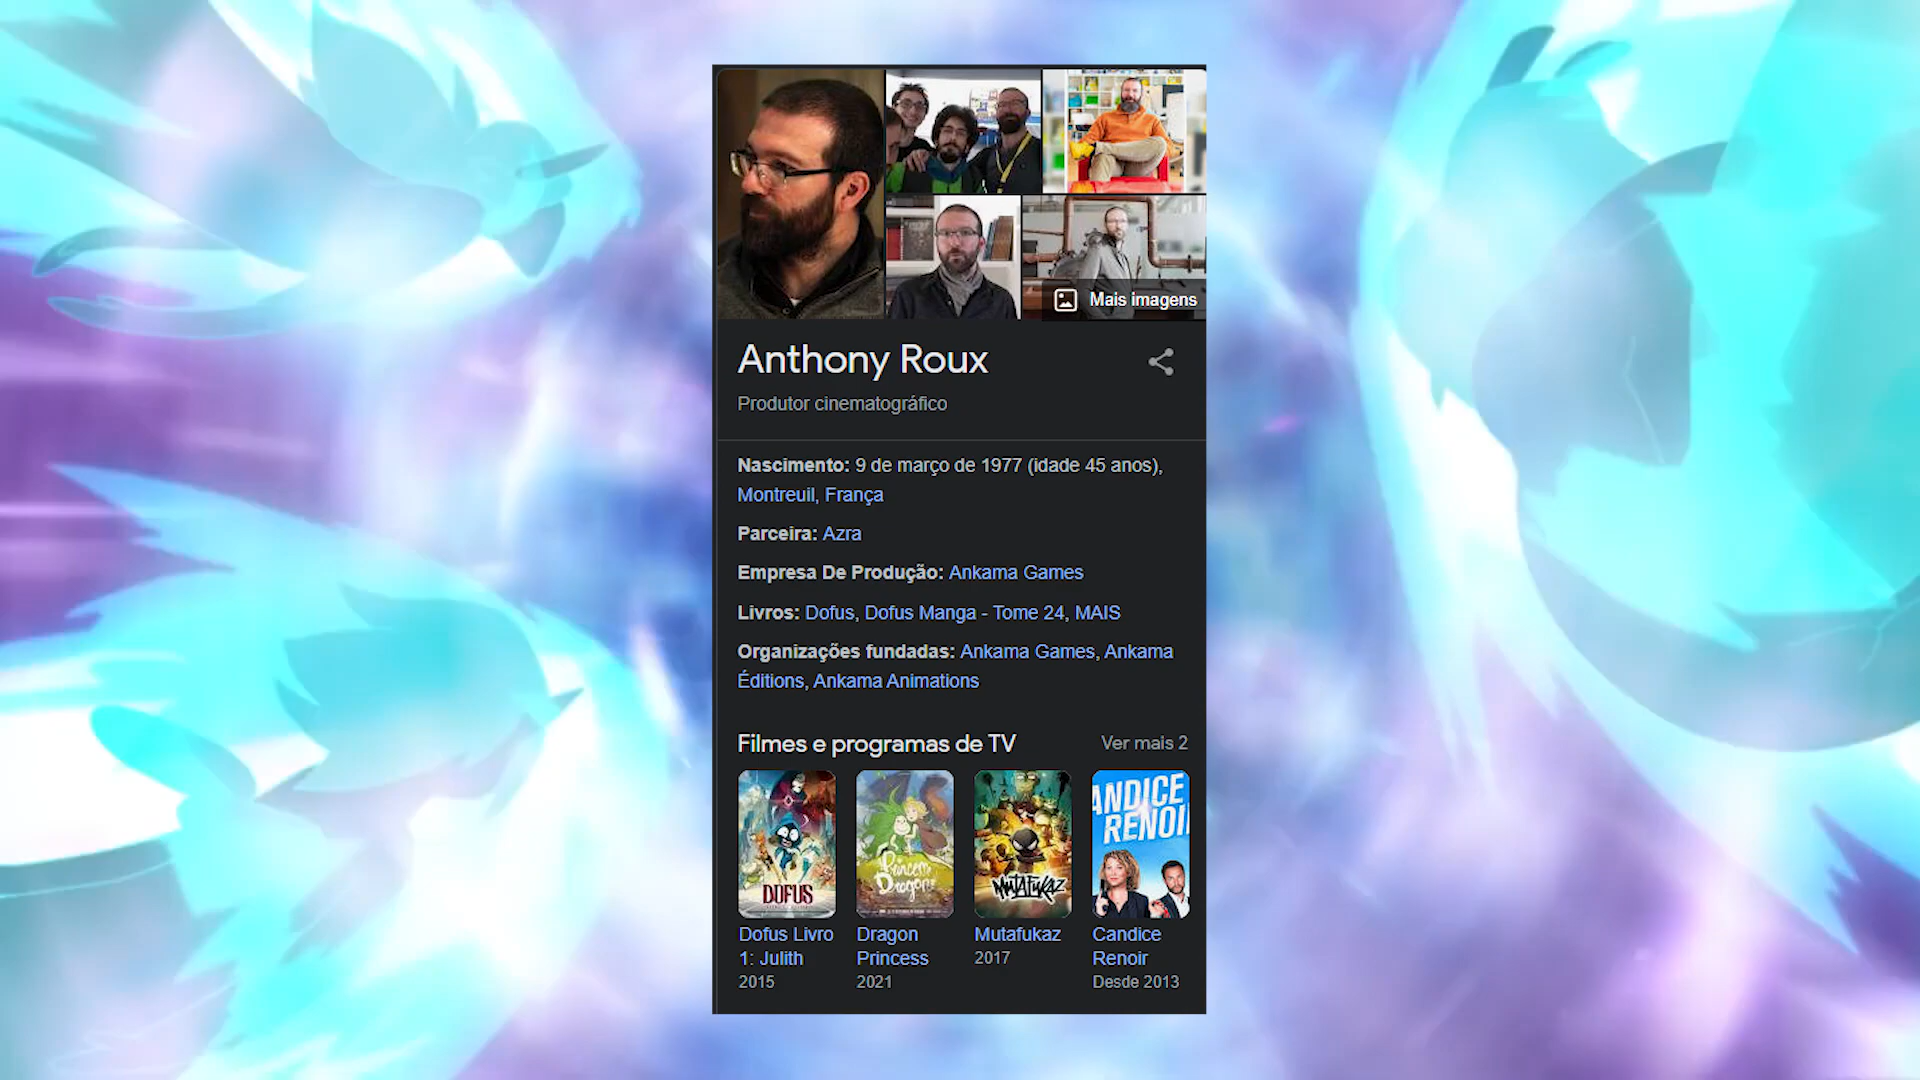 Mais imagens
Anthony Roux
Produtor cinematográfico
Nascimento: 9 de março de 1977 (idade 45 anos),
Montreuil, França
Parceira: Azra
Empresa De Produção: Ankama Games
Livros: Dofus, Dofus Manga - Tome 24, MAIS
Organizações fundadas: Ankama Games, Ankama
Éditions, Ankama Animations
Filmes e programas de TV
Ver mais 2
DOFUS
Princesse
Dragon
MUTAFUKAZ
ANDICE
RENOI
Dofus Livro
1: Julith
2015
Dragon
Princess
2021
Mutafukaz
2017
Candice
Renoir
Desde 2013